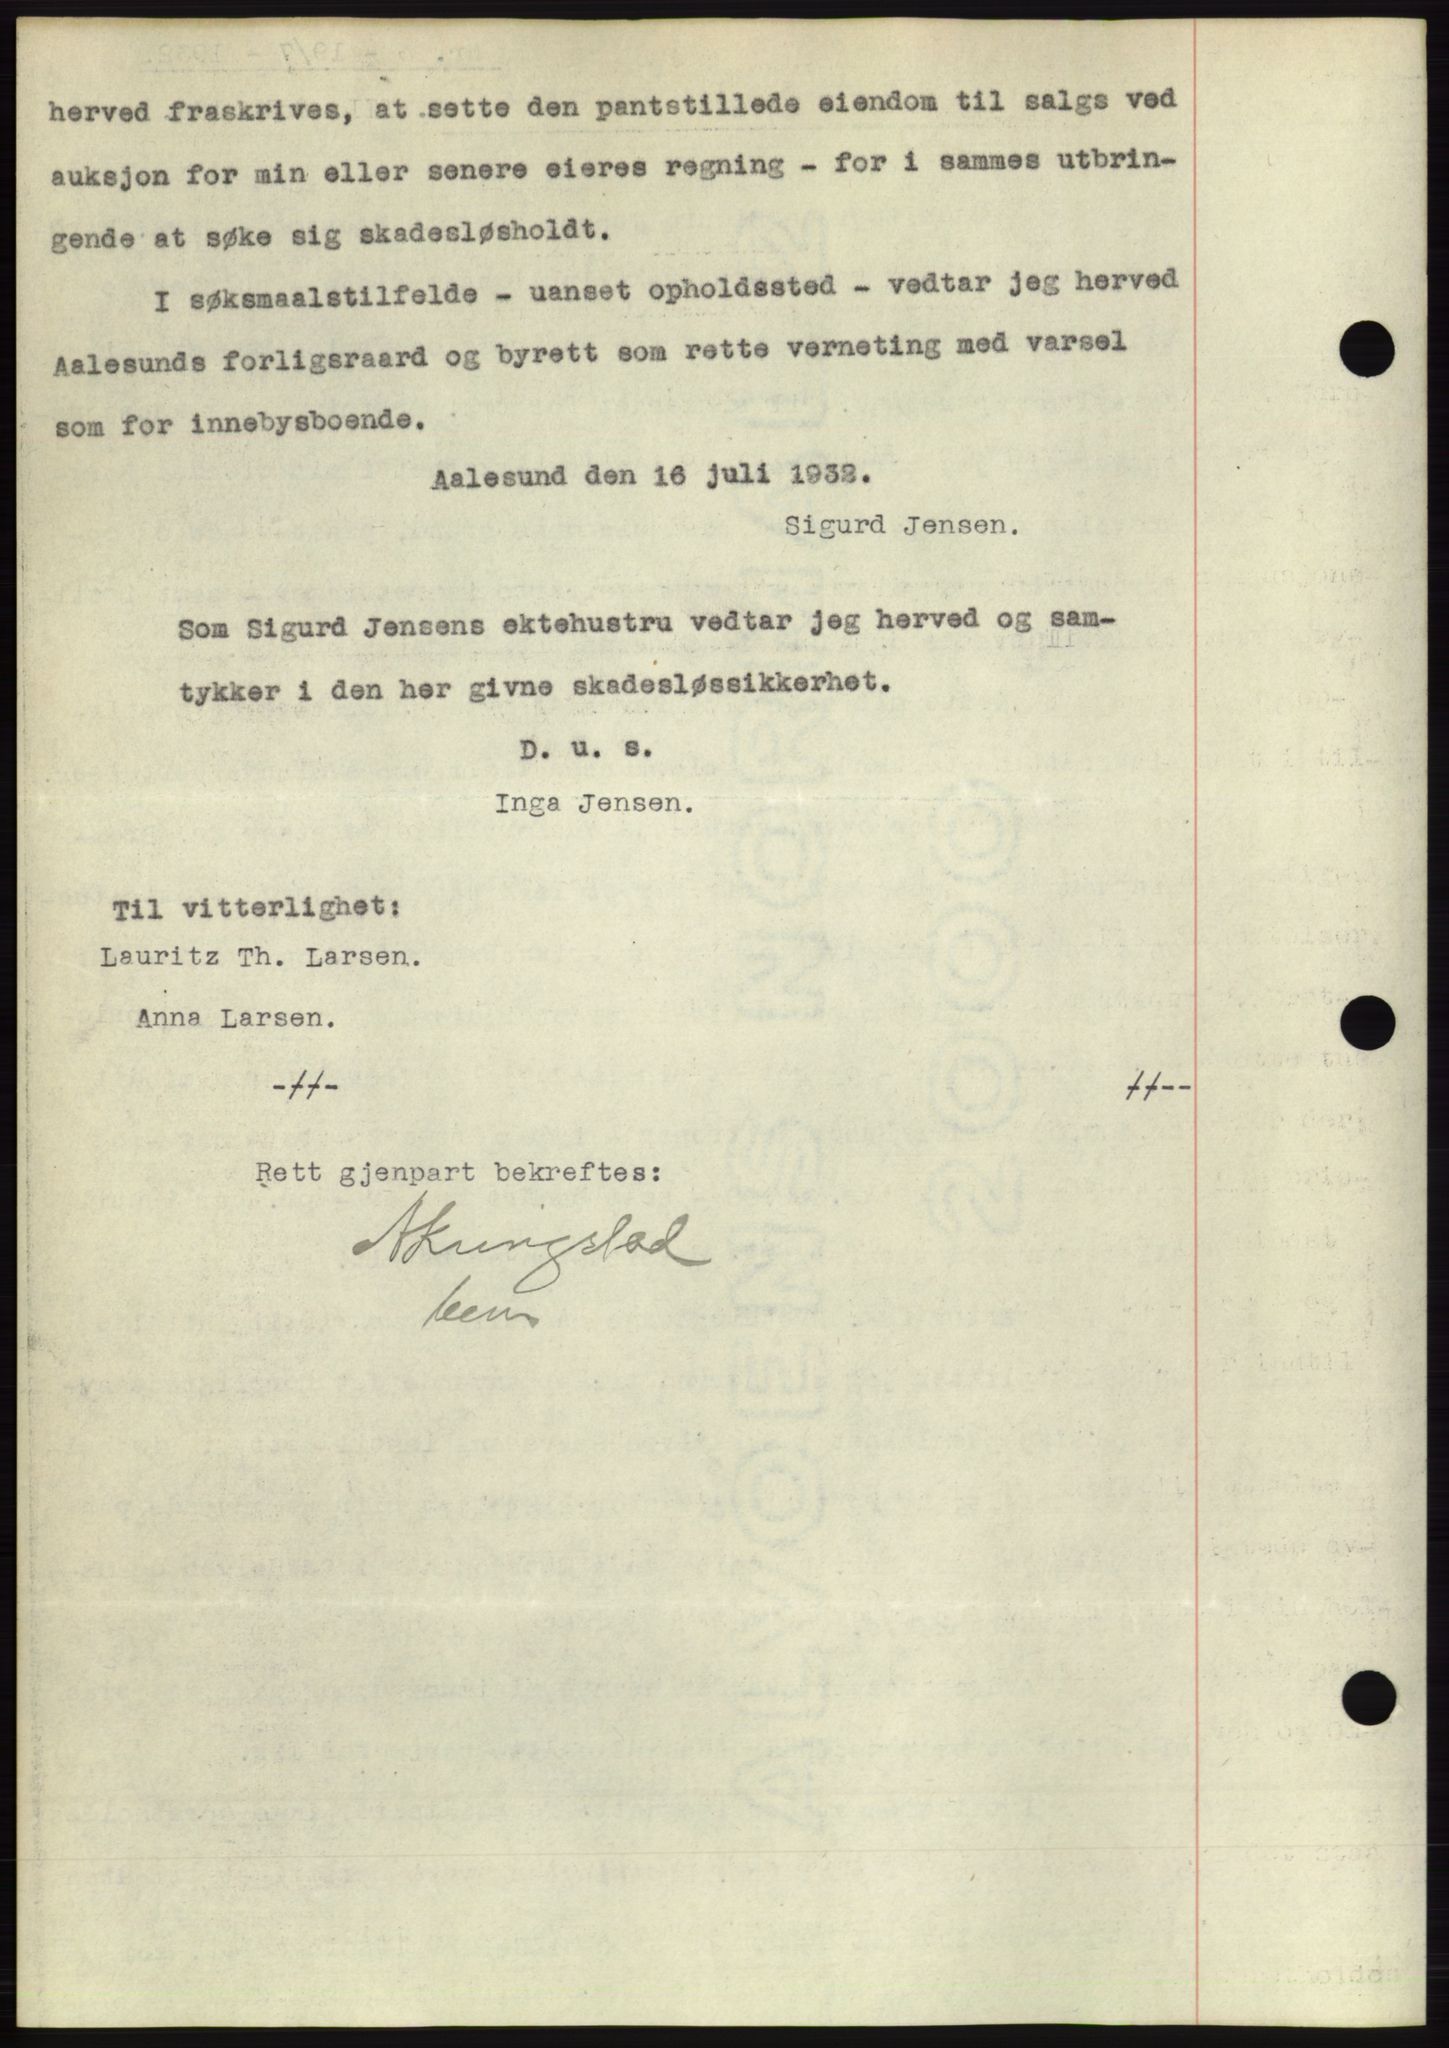 herved fraskrives, at sette den pantstillede eiendom til salgs ved
auksjon for min eller senere eieres regning - for i sammes utbrin-
gende at søke sig skadesløsholdt.
I søksmaalstilfelde - uanset opholdssted - vedtar jeg herved
Aalesunds forligsraard og byrett som rette verneting med varsel
som for innebysboende.
Aalesund den 16 juli 1932.
Sigurd Jensen.
Som Sigurd Jensens ektehustru vedtar jeg herved og sam-
tykker i den her givne skadesløssikkerhet.
D. u. s.
Inga Jensen.
Til vitterlighet:
Lauritz Th. Larsen.
Anna Larsen.
-//- //--
Rett gjenpart bekreftes: